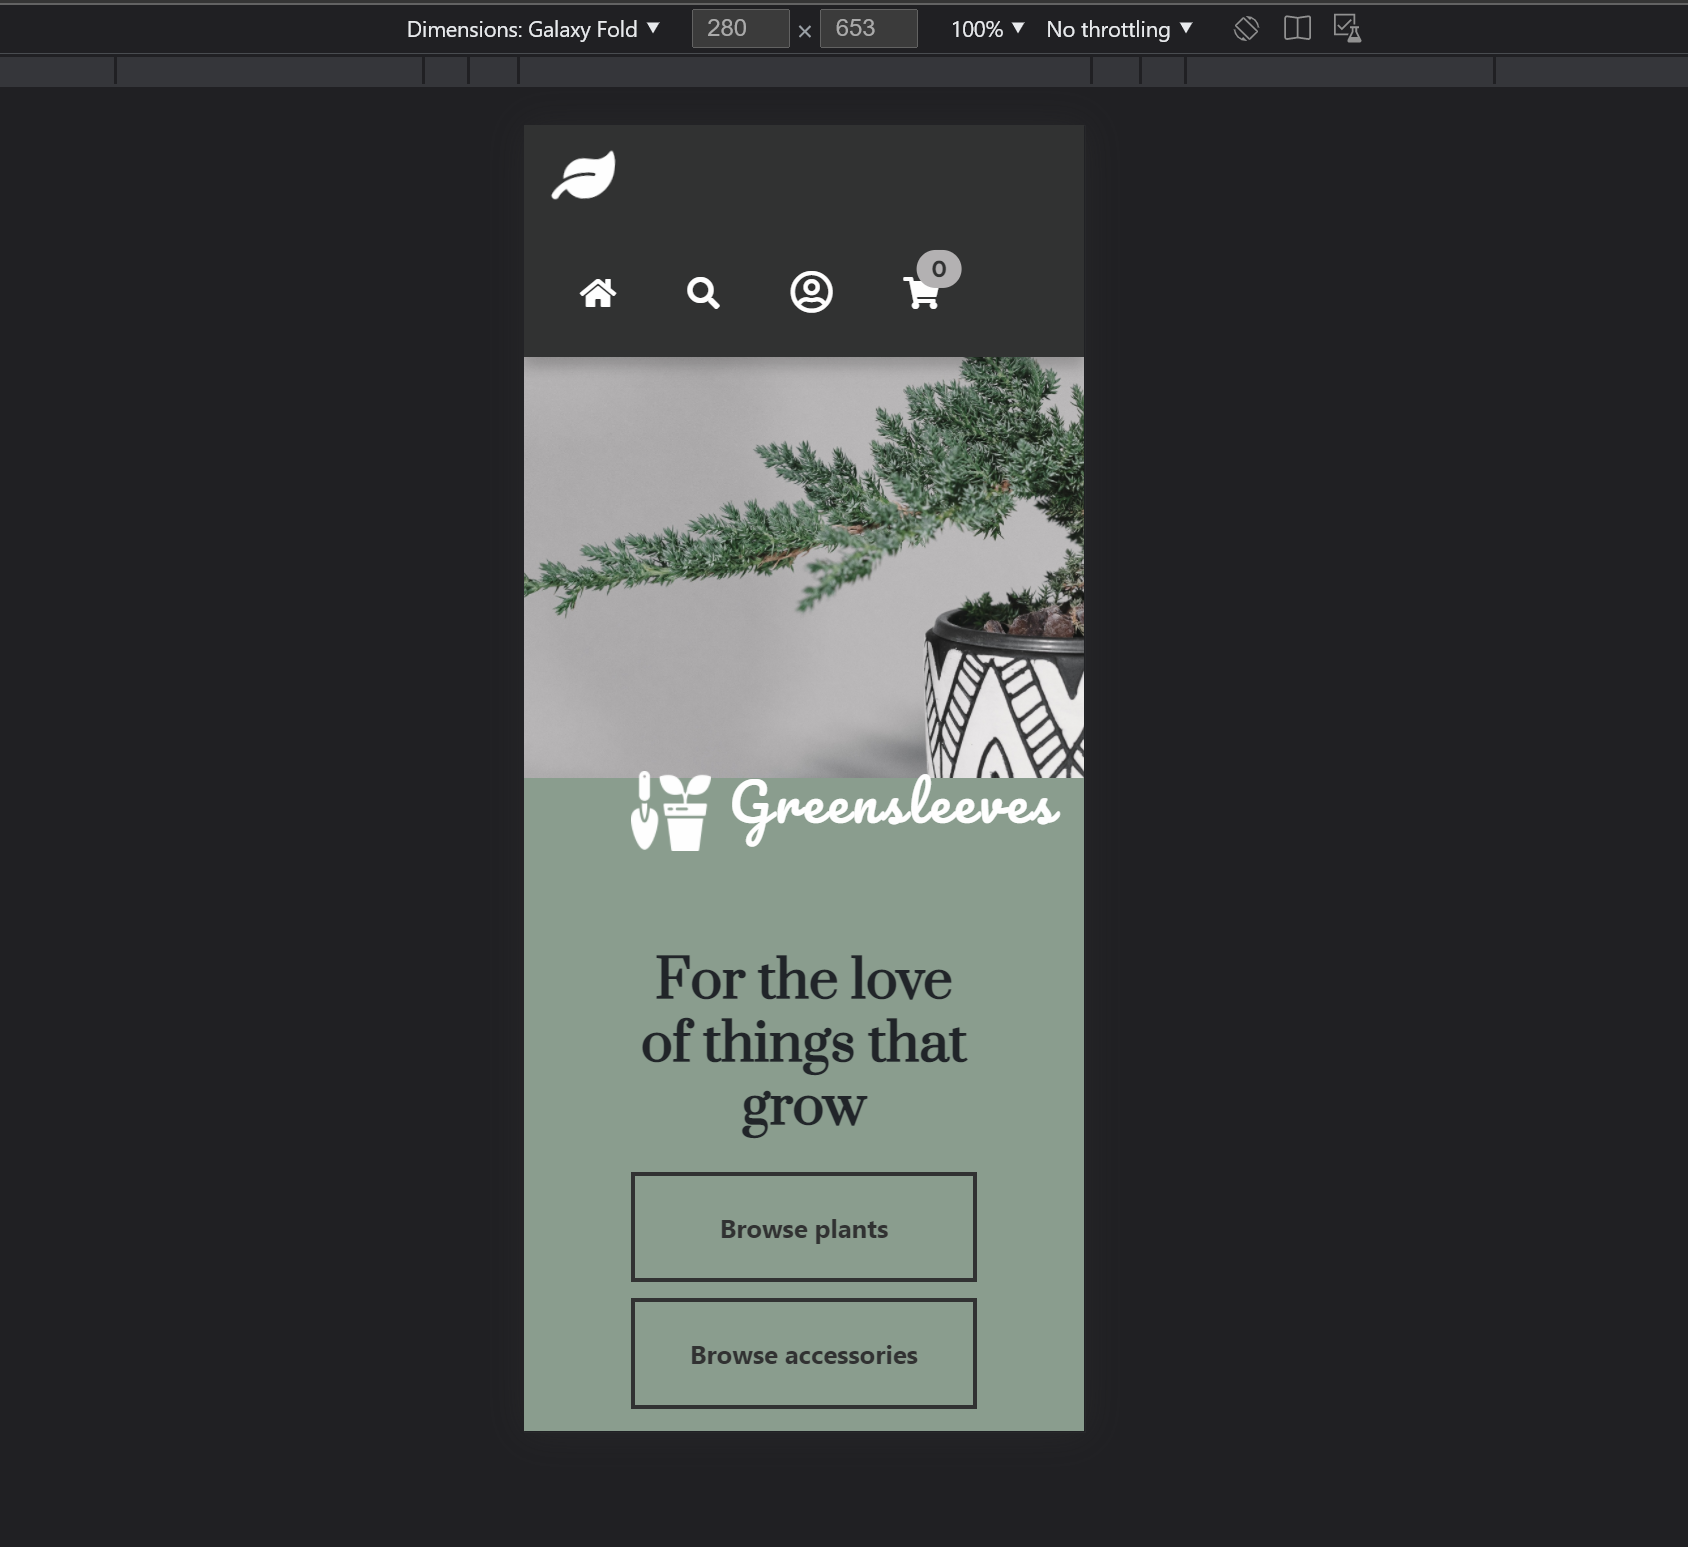 Dimensions: Galaxy Fold ▼ 280 × 653 100% ▼ No throttling ▼
0
Greensleeves
For the love
of things that
grow
Browse plants
Browse accessories